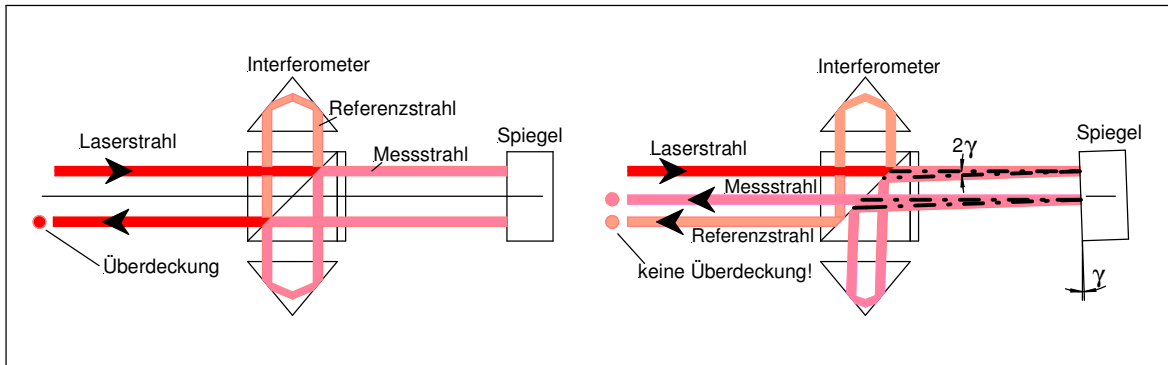 Interferometer
Referenzstrahl
Laserstrahl
Messstrahl
Spiegel
Überdeckung
Interferometer
Laserstrahl
2γ
Spiegel
Messstrahl
Referenzstrahl
keine Überdeckung!
γ